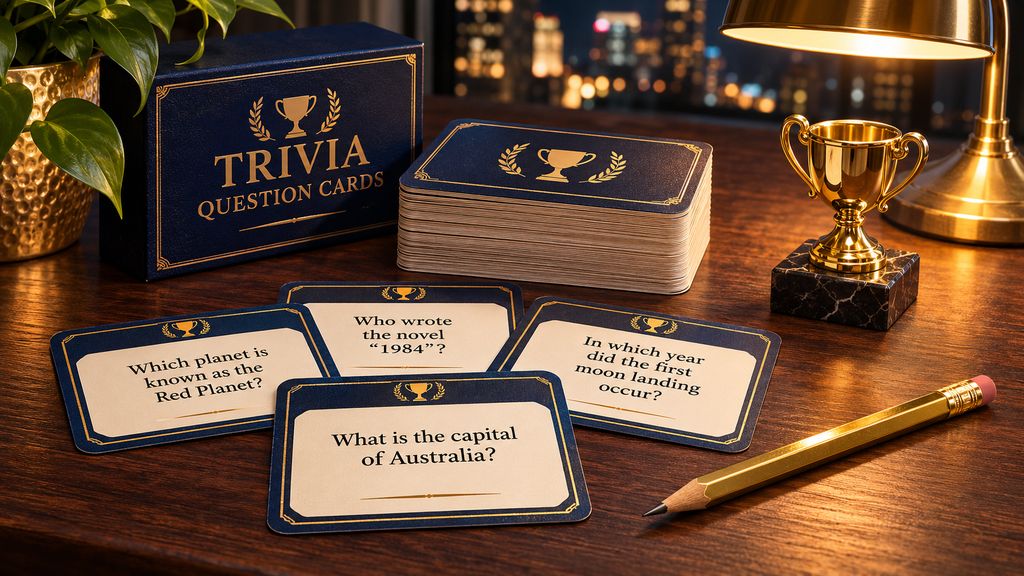 TRIVIA
QUESTION CARDS
Which planet is
known as the
Red Planet?
Who wrote
the novel
“1984”?
In which year
did the first
moon landing
occur?
What is the capital
of Australia?